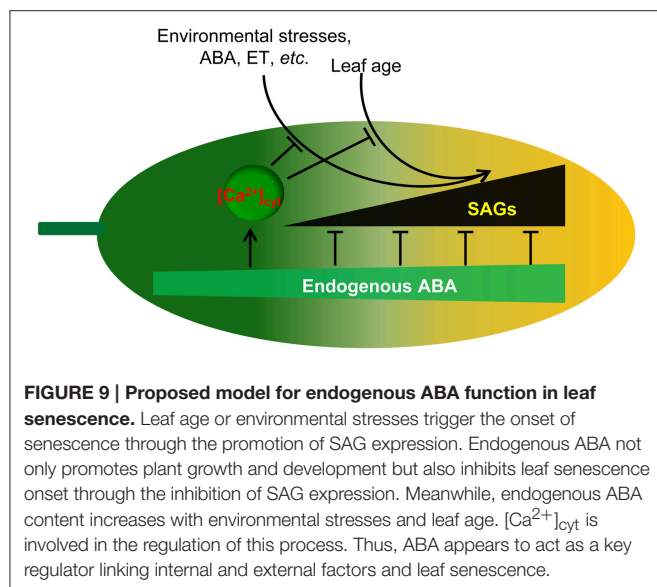 Environmental stresses,
ABA, ET, etc.
Leaf age
[Ca²⁺]cyt
SAGs
Endogenous ABA
FIGURE 9 | Proposed model for endogenous ABA function in leaf
senescence. Leaf age or environmental stresses trigger the onset of
senescence through the promotion of SAG expression. Endogenous ABA not
only promotes plant growth and development but also inhibits leaf senescence
onset through the inhibition of SAG expression. Meanwhile, endogenous ABA
content increases with environmental stresses and leaf age. [Ca²⁺]cyt is
involved in the regulation of this process. Thus, ABA appears to act as a key
regulator linking internal and external factors and leaf senescence.